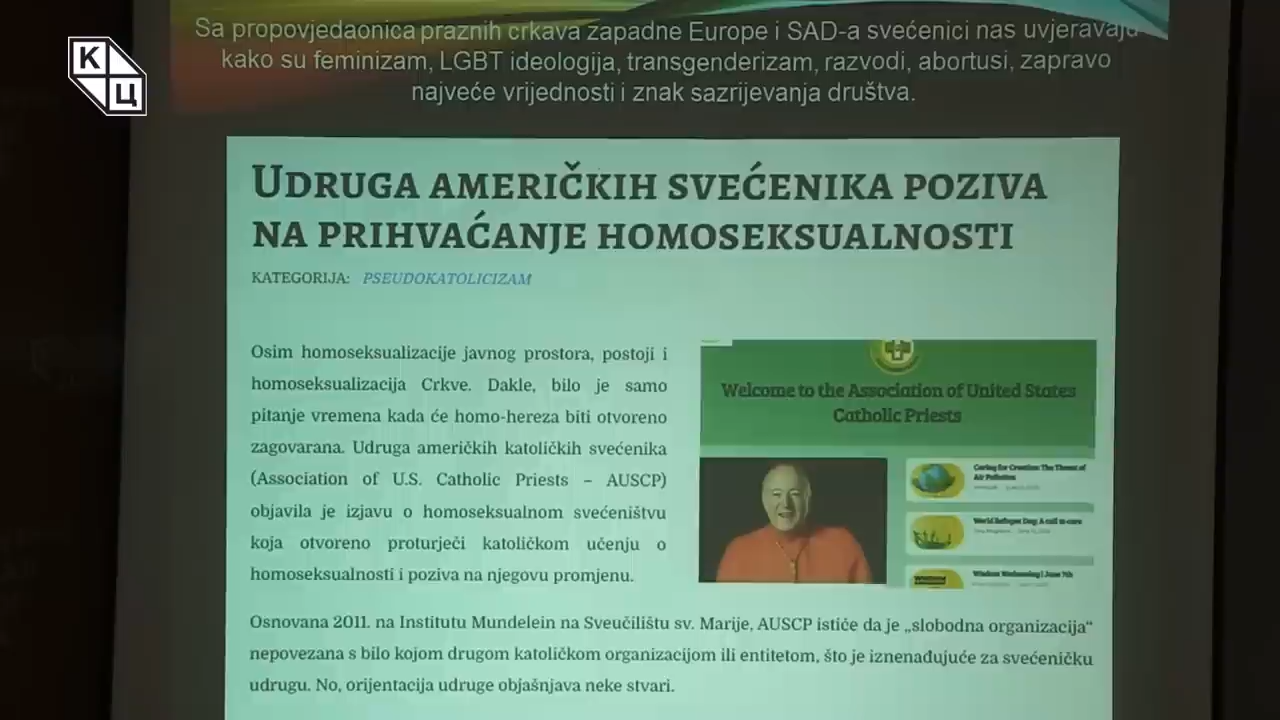 Sa propovjedaonica praznih crkava zapadne Europe i SAD-a svećenici nas uvjeravaju
К
Ц
kako su feminizam, LGBT ideologija, transgenderizam, razvodi, abortusi, zapravo
najveće vrijednosti i znak sazrijevanja društva.
UDRUGA AMERIČKIH SVEĆENIKA POZIVA
NA PRIHVAĆANJE HOMOSEKSUALNOSTI
KATEGORIJA: PSEUDOKATOLICIZAM
Osim homoseksualizacije javnog prostora, postoji i
homoseksualizacija Crkve. Dakle, bilo je samo
pitanje vremena kada će homo-hereza biti otvoreno
zagovarana. Udruga američkih katoličkih svećenika
(Association of U.S. Catholic Priests – AUSCP)
objavila je izjavu o homoseksualnom svećeništvu
koja otvoreno proturječi katoličkom učenju o
homoseksualnosti i poziva na njegovu promjenu.
Welcome to the Association of United States
Catholic Priests
Caring for Creation: The Threat of
Air Pollution
World Refugee Day: A call to care
Wisdom Wednesday | June 7th
Osnovana 2011. na Institutu Mundelein na Sveučilištu sv. Marije, AUSCP ističe da je „slobodna organizacija“
nepovezana s bilo kojom drugom katoličkom organizacijom ili entitetom, što je iznenađujuće za svećeničku
udrugu. No, orijentacija udruge objašnjava neke stvari.